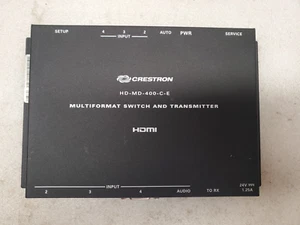 SETUP 4 3 2 AUTO PWR SERVICE
INPUT
CRESTRON
HD-MD-400-C-E
MULTIFORMAT SWITCH AND TRANSMITTER
HDMI
2 3 4 AUDIO TO RX 24V
INPUT 1.25A